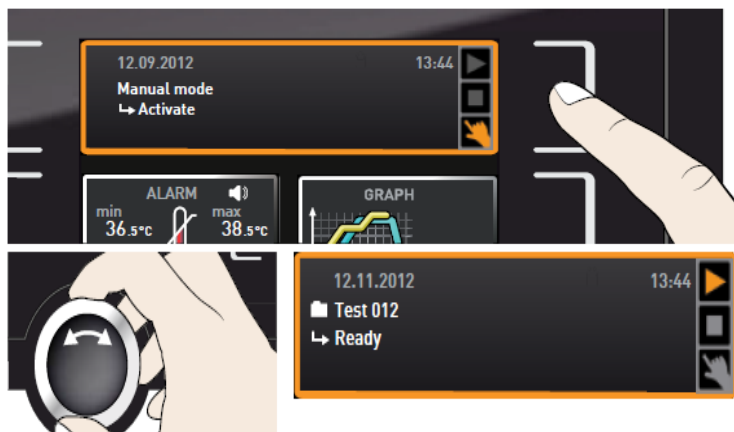 12.09.2012 13:44
Manual mode
Activate
ALARM
min max
36.5°C 38.5°C
GRAPH
12.11.2012 13:44
Test 012
Ready